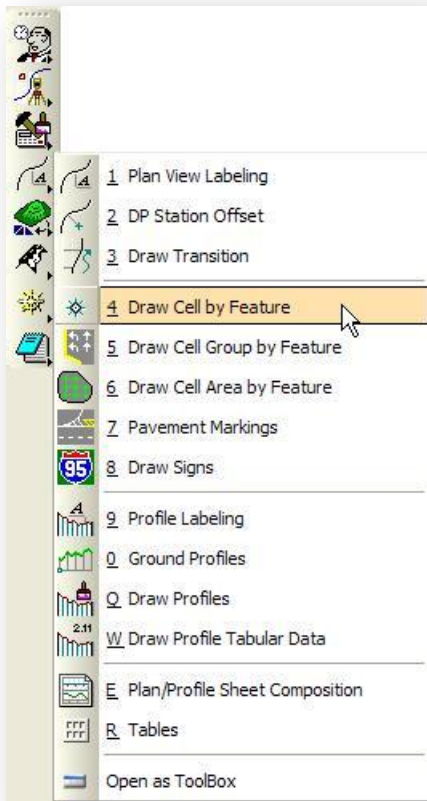 1 Plan View Labeling
2 DP Station Offset
3 Draw Transition
4 Draw Cell by Feature
5 Draw Cell Group by Feature
6 Draw Cell Area by Feature
7 Pavement Markings
95
8 Draw Signs
A
9 Profile Labeling
0 Ground Profiles
Q Draw Profiles
2.11
W Draw Profile Tabular Data
E Plan/Profile Sheet Composition
R Tables
Open as ToolBox